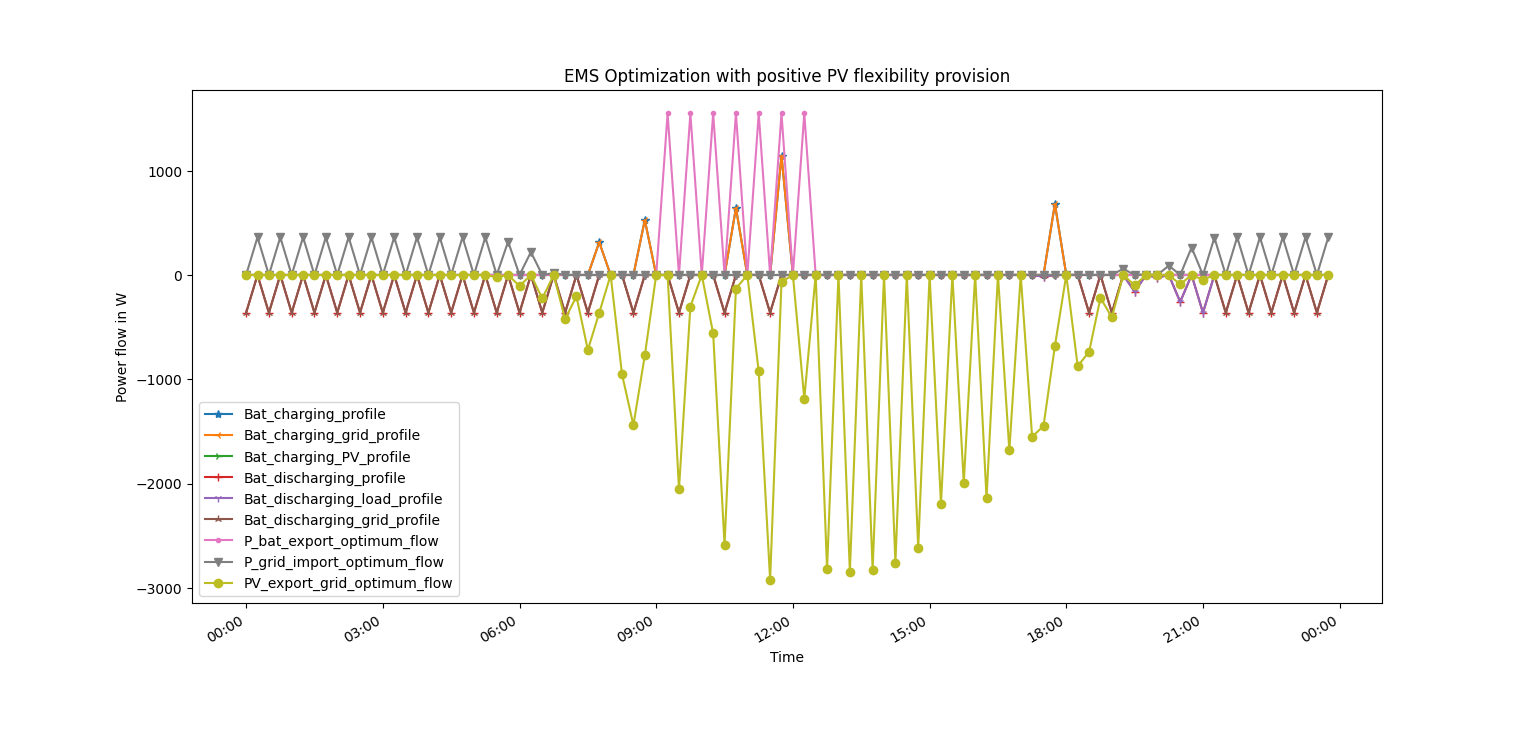 EMS Optimization with positive PV flexibility provision
Power flow in W
1000
0
−1000
−2000
−3000
Bat_charging_profile
Bat_charging_grid_profile
Bat_charging_PV_profile
Bat_discharging_profile
Bat_discharging_load_profile
Bat_discharging_grid_profile
P_bat_export_optimum_flow
P_grid_import_optimum_flow
PV_export_grid_optimum_flow
00:00 03:00 06:00 09:00 12:00 15:00 18:00 21:00 00:00
Time